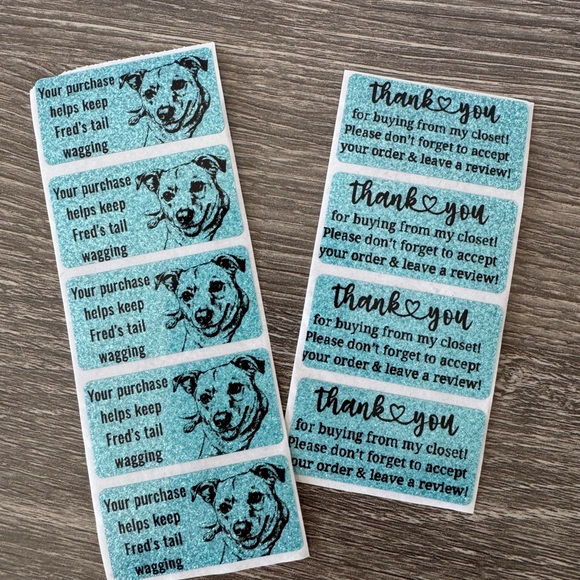 Your purchase
helps keep
Fred's tail
wagging
Your purchase
helps keep
Fred's tail
wagging
Your purchase
helps keep
Fred's tail
wagging
Your purchase
helps keep
Fred's tail
wagging
Your purchase
helps keep
Fred's tail
wagging
thank you
for buying from my closet!
Please don't forget to accept
your order & leave a review!
thank you
for buying from my closet!
Please don't forget to accept
your order & leave a review!
thank you
for buying from my closet!
Please don't forget to accept
your order & leave a review!
thank you
for buying from my closet!
Please don't forget to accept
your order & leave a review!